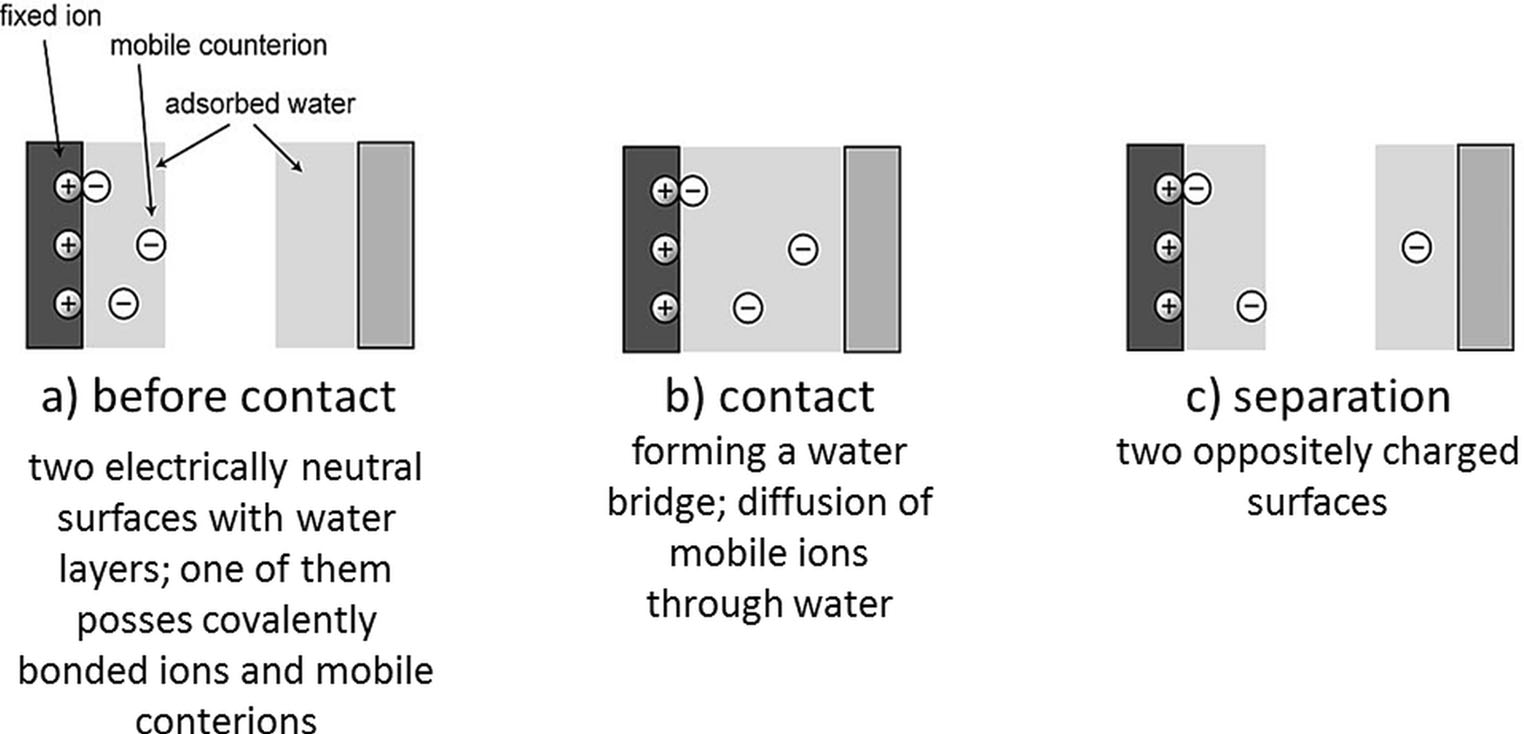 fixed ion
mobile counterion
adsorbed water
+ −
+ −
+ −
+ −
+ −
+ −
+ −
+ −
+ −
a) before contact
two electrically neutral
surfaces with water
layers; one of them
posses covalently
bonded ions and mobile
conterions
b) contact
forming a water
bridge; diffusion of
mobile ions
through water
c) separation
two oppositely charged
surfaces